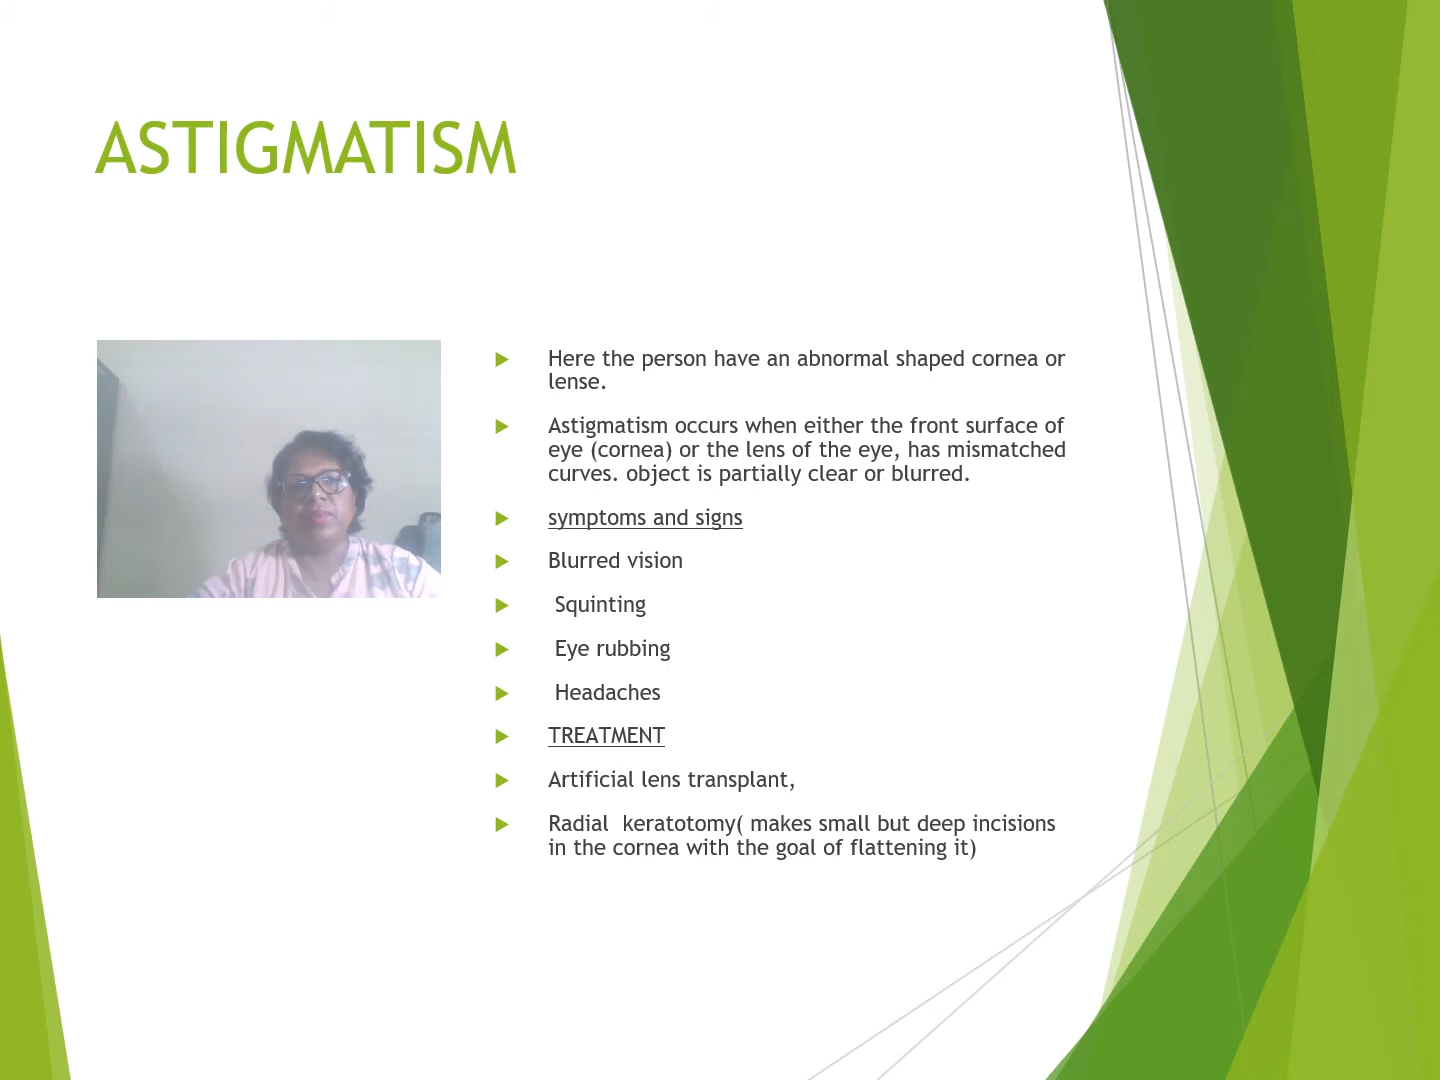 ASTIGMATISM
Here the person have an abnormal shaped cornea or
lense.
Astigmatism occurs when either the front surface of
eye (cornea) or the lens of the eye, has mismatched
curves. object is partially clear or blurred.
symptoms and signs
Blurred vision
Squinting
Eye rubbing
Headaches
TREATMENT
Artificial lens transplant,
Radial  keratotomy( makes small but deep incisions
in the cornea with the goal of flattening it)